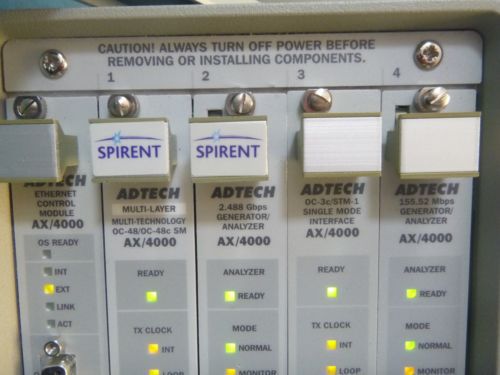 CAUTION! ALWAYS TURN OFF POWER BEFORE
REMOVING OR INSTALLING COMPONENTS.
1 2 3 4
SPIRENT
SPIRENT
ETHERNET
CONTROL
MODULE
AX/4000
OS READY
INT
EXT
LINK
ACT
ADTECH
MULTI-LAYER
MULTI-TECHNOLOGY
OC-48/OC-48c SM
AX/4000
READY
TX CLOCK
INT
LOOP
ADTECH
2.488 Gbps
GENERATOR/
ANALYZER
AX/4000
ANALYZER
READY
MODE
NORMAL
MONITOR
ADTECH
OC-3c/STM-1
SINGLE MODE
INTERFACE
AX/4000
READY
TX CLOCK
INT
LOOP
ADTECH
155.52 Mbps
GENERATOR/
ANALYZER
AX/4000
ANALYZER
READY
MODE
NORMAL
MONITOR